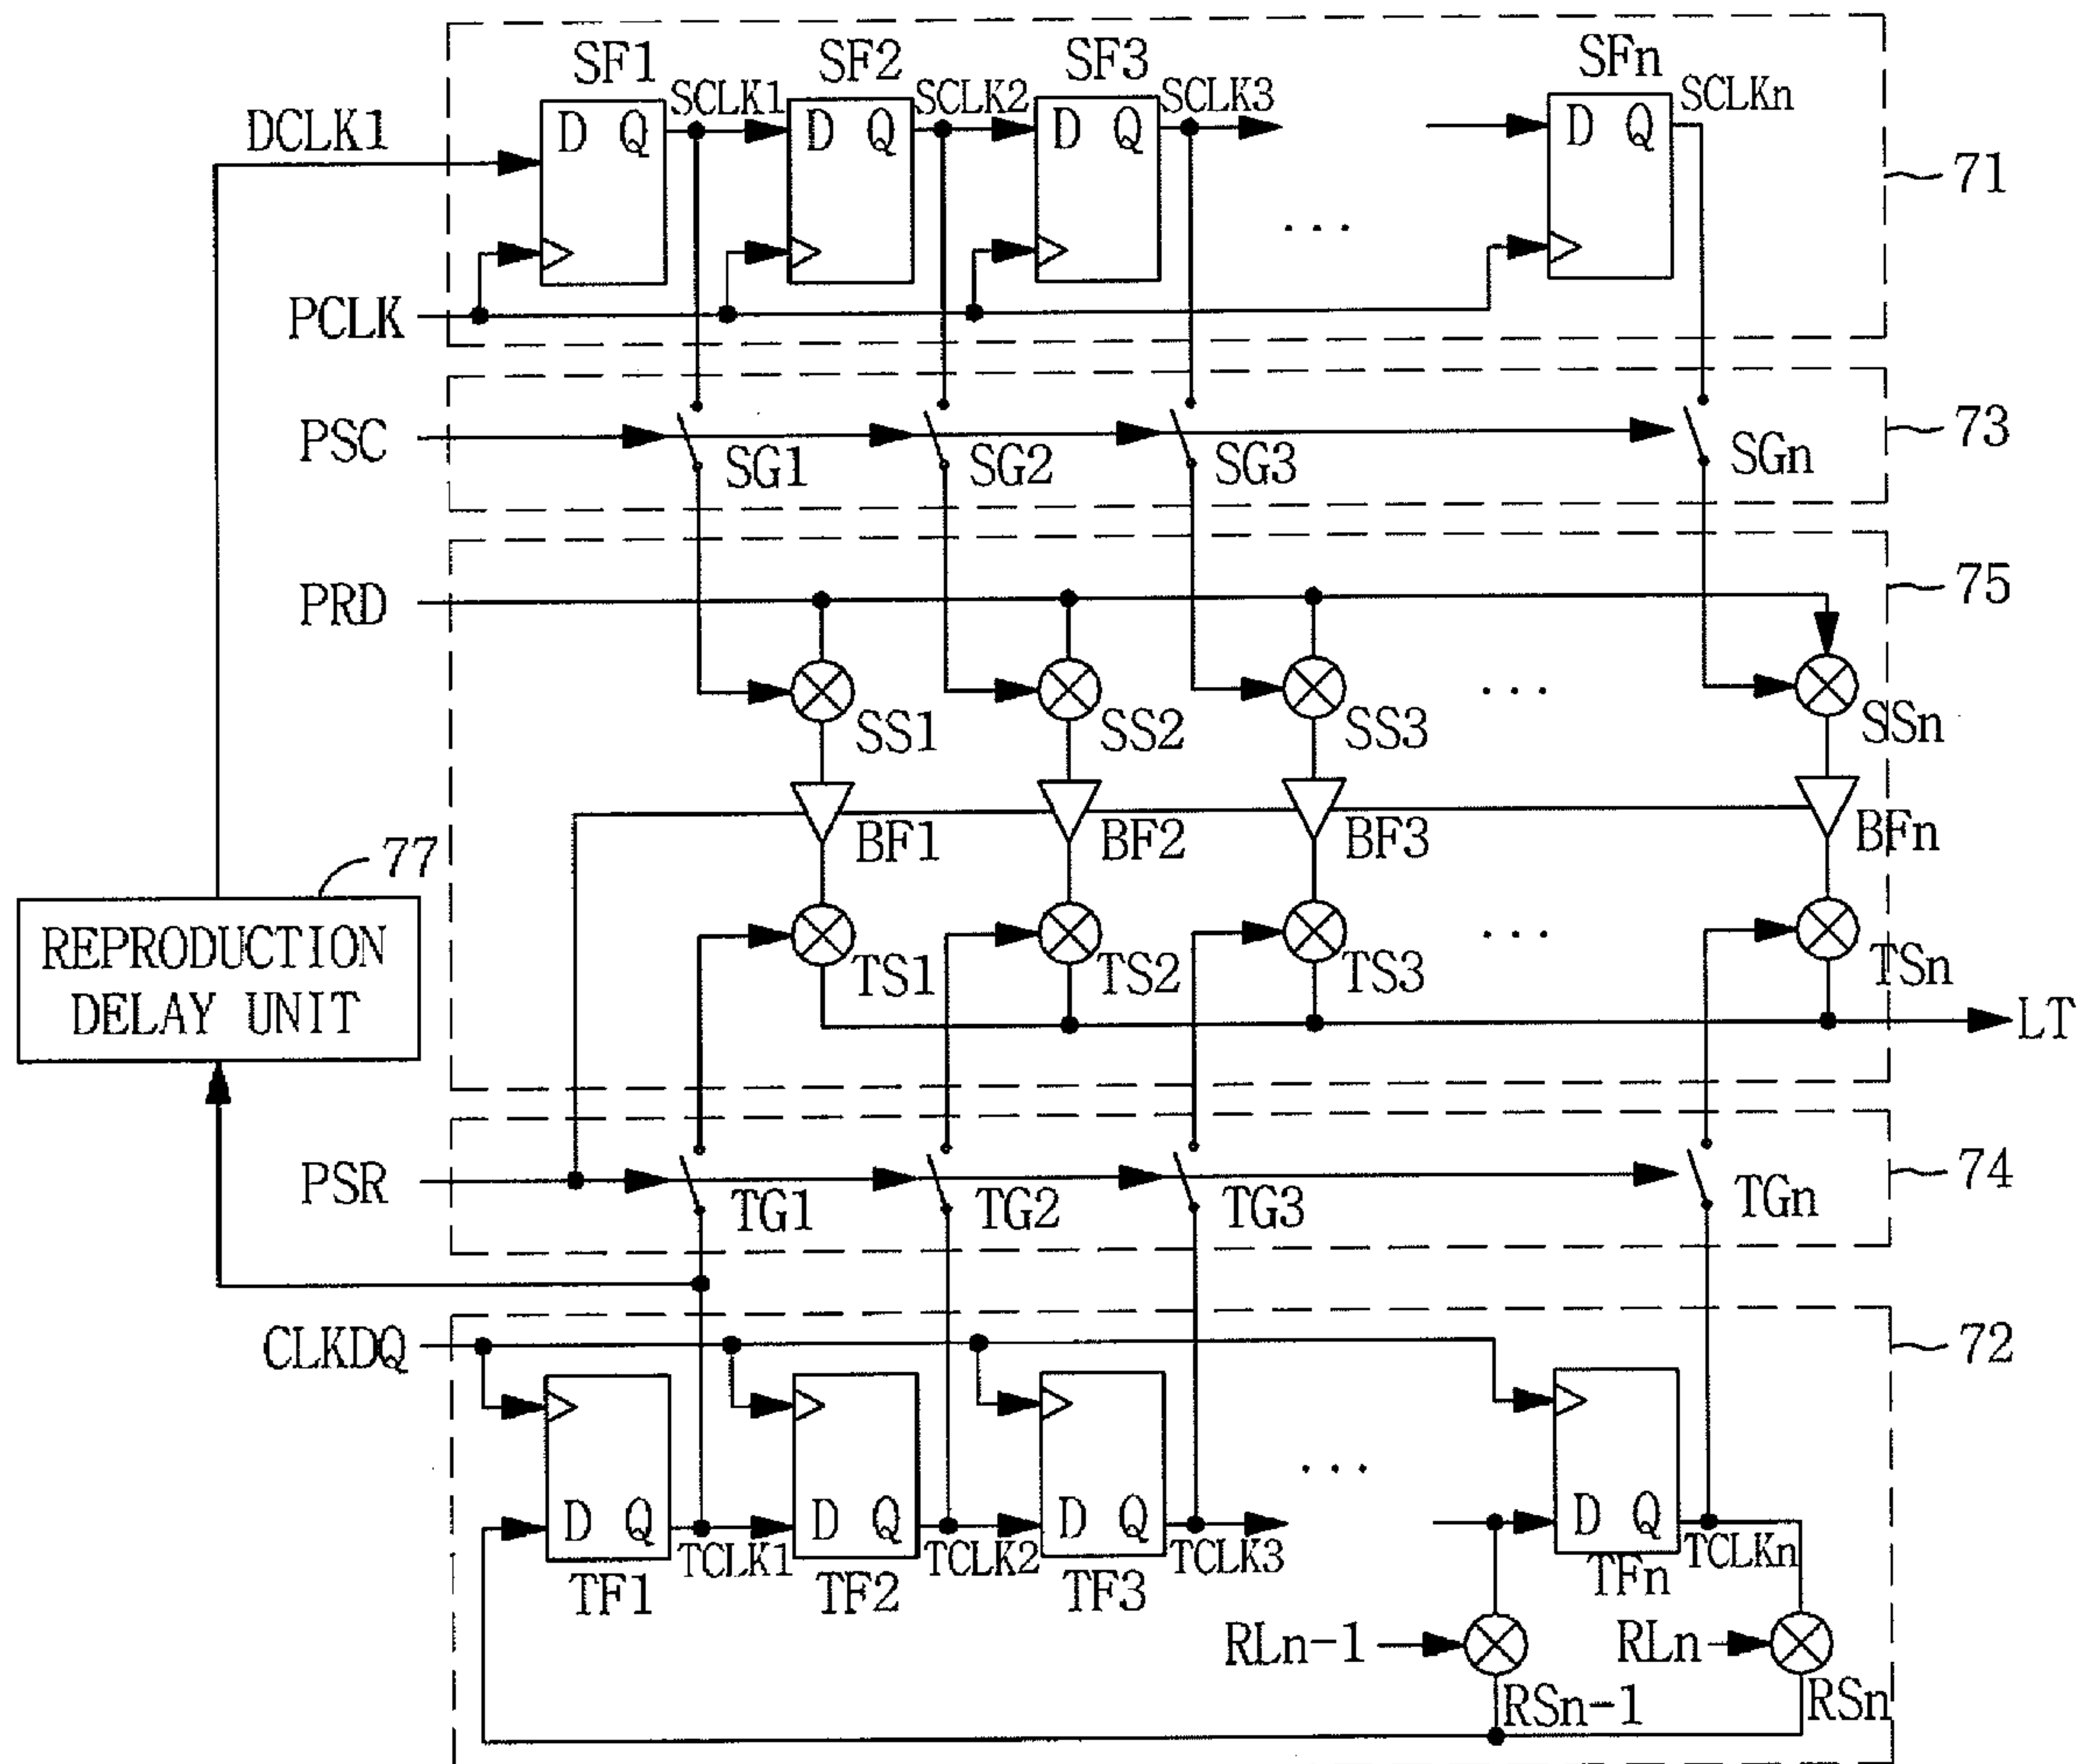 SF1 SF2 SF3 SFn
SCLK1 SCLK2 SCLK3 SCLKn
DCLK1
D Q D Q D Q D Q
71
...
PCLK
PSC
73
SG1 SG2 SG3 SGn
PRD
75
SS1 SS2 SS3 ... SSn
BF1 BF2 BF3 BFn
77
REPRODUCTION
DELAY UNIT
TS1 TS2 TS3 ... TSn
LT
PSR
74
TG1 TG2 TG3 TGn
CLKDQ
72
...
D Q D Q D Q D Q
TCLK1 TCLK2 TCLK3 TCLKn
TF1 TF2 TF3 TFn
RLn-1 RLn
RSn-1 RSn